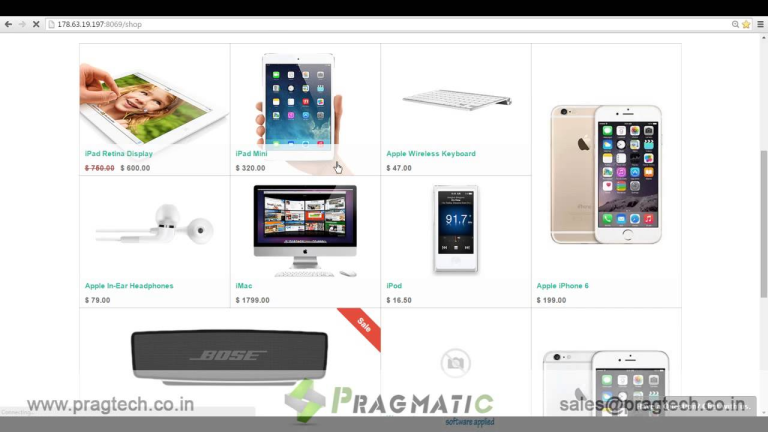 178.63.19.197:8069/shop
iPad Retina Display
$ 750.00 $ 600.00
iPad Mini
$ 320.00
Apple Wireless Keyboard
$ 47.00
91.7
Apple In-Ear Headphones
$ 79.00
iMac
$ 1799.00
iPod
$ 16.50
Apple iPhone 6
$ 199.00
Sale
BOSE
www.pragtech.co.in
PRAGMATIC
software applied
sales@pragtech.co.in
Connecting...